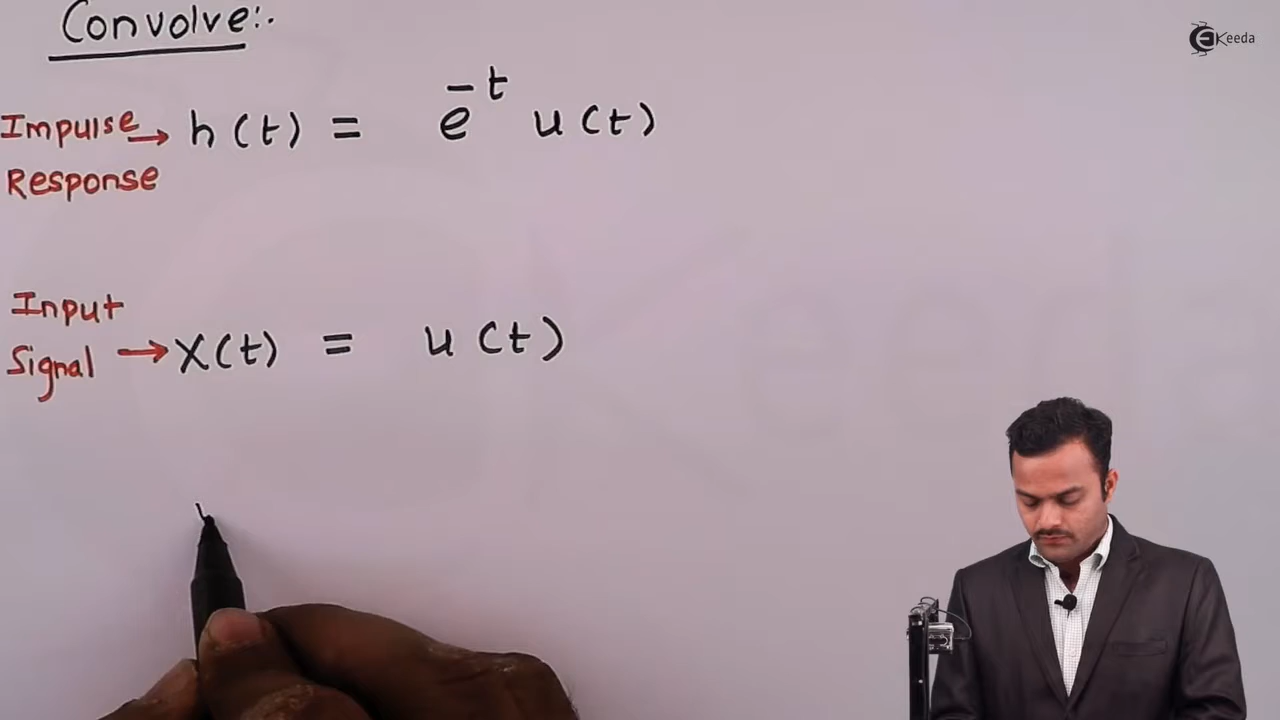 Convolve:.
EKeeda
Impulse → h(t) = e^-t u(t)
Response
Input
Signal → x(t) = u(t)